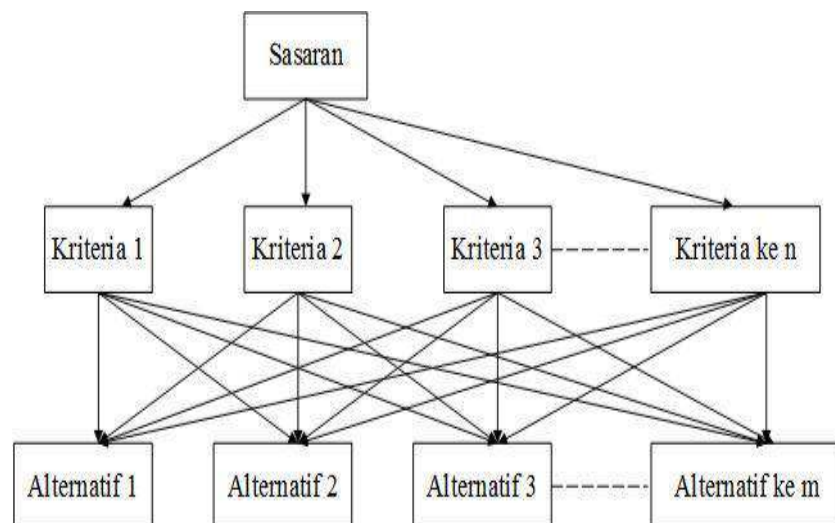 Sasaran
Kriteria 1
Kriteria 2
Kriteria 3
Kriteria ke n
Alternatif 1
Alternatif 2
Alternatif 3
Alternatif ke m